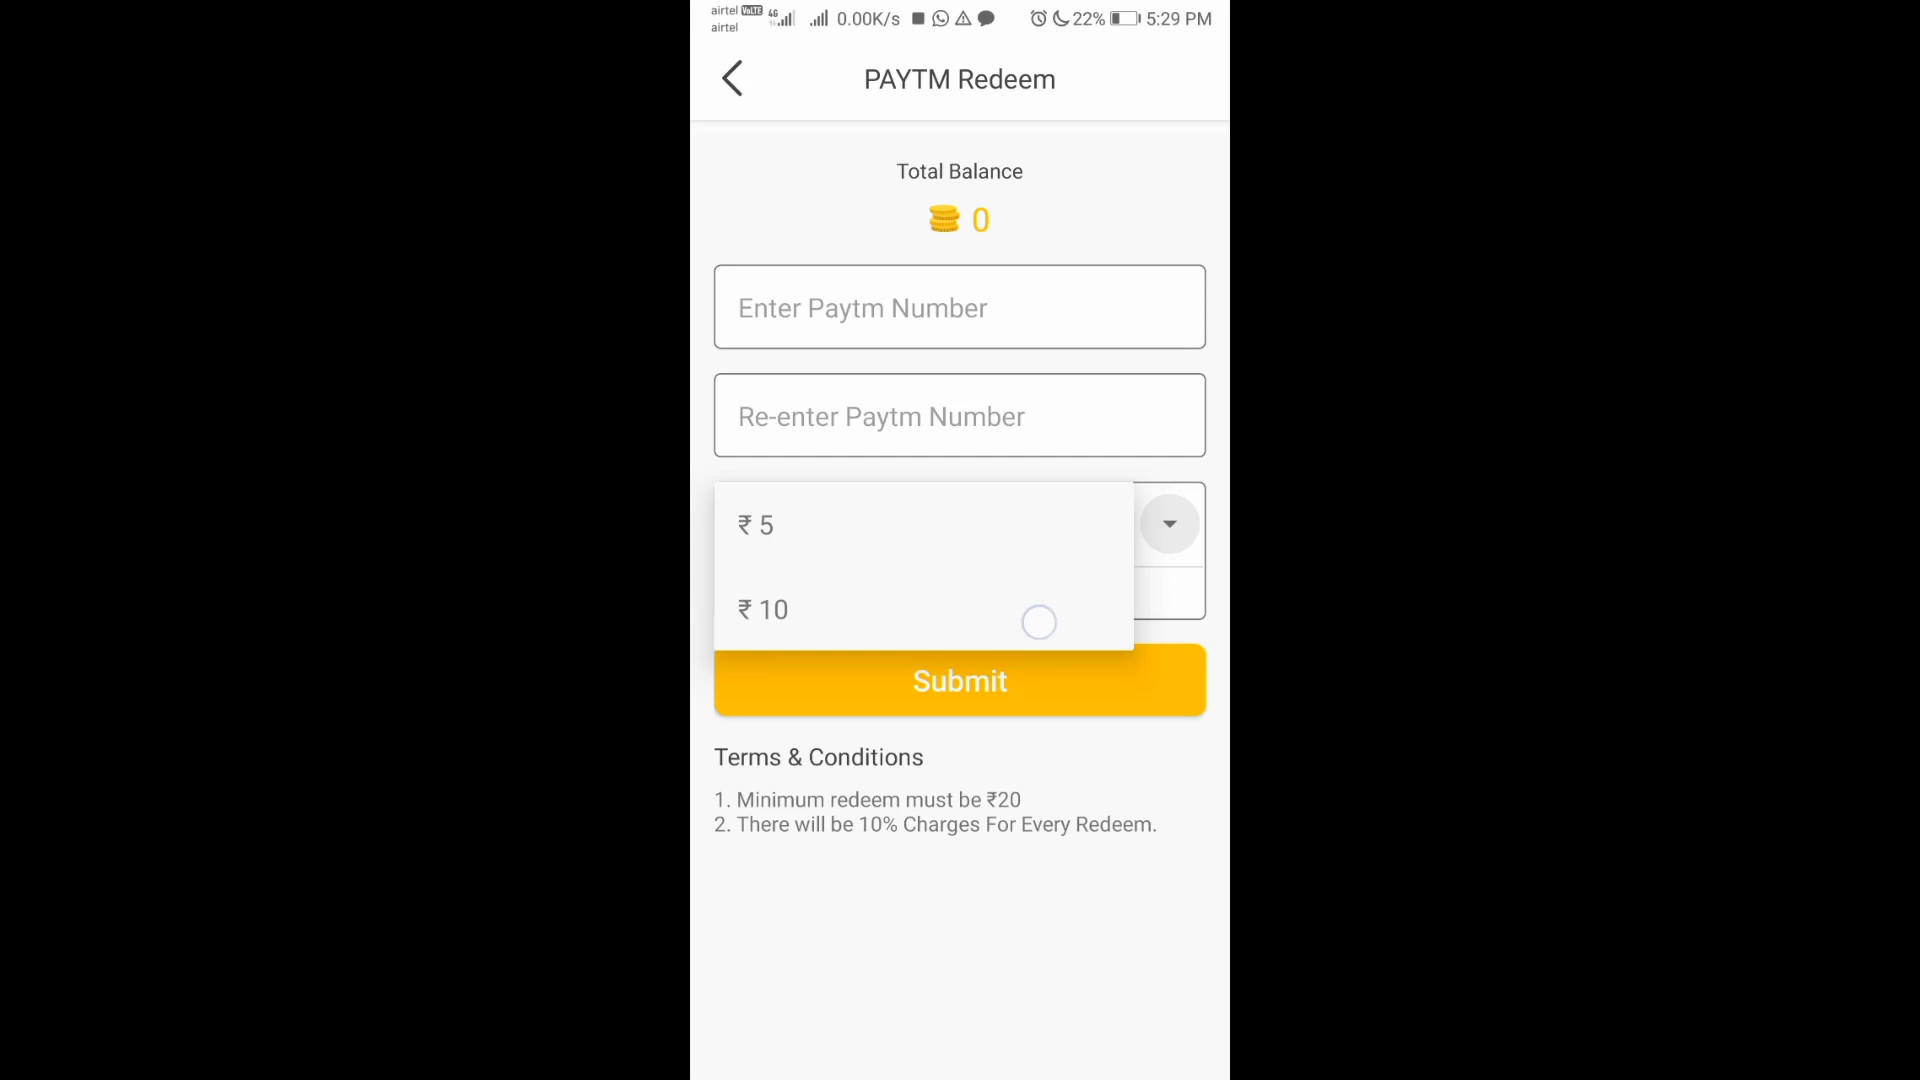 airtel VoLTE 4G 0.00K/s 22% 5:29 PM
airtel
PAYTM Redeem
Total Balance
0
Enter Paytm Number
Re-enter Paytm Number
₹ 5
₹ 10
Submit
Terms & Conditions
1. Minimum redeem must be ₹20
2. There will be 10% Charges For Every Redeem.